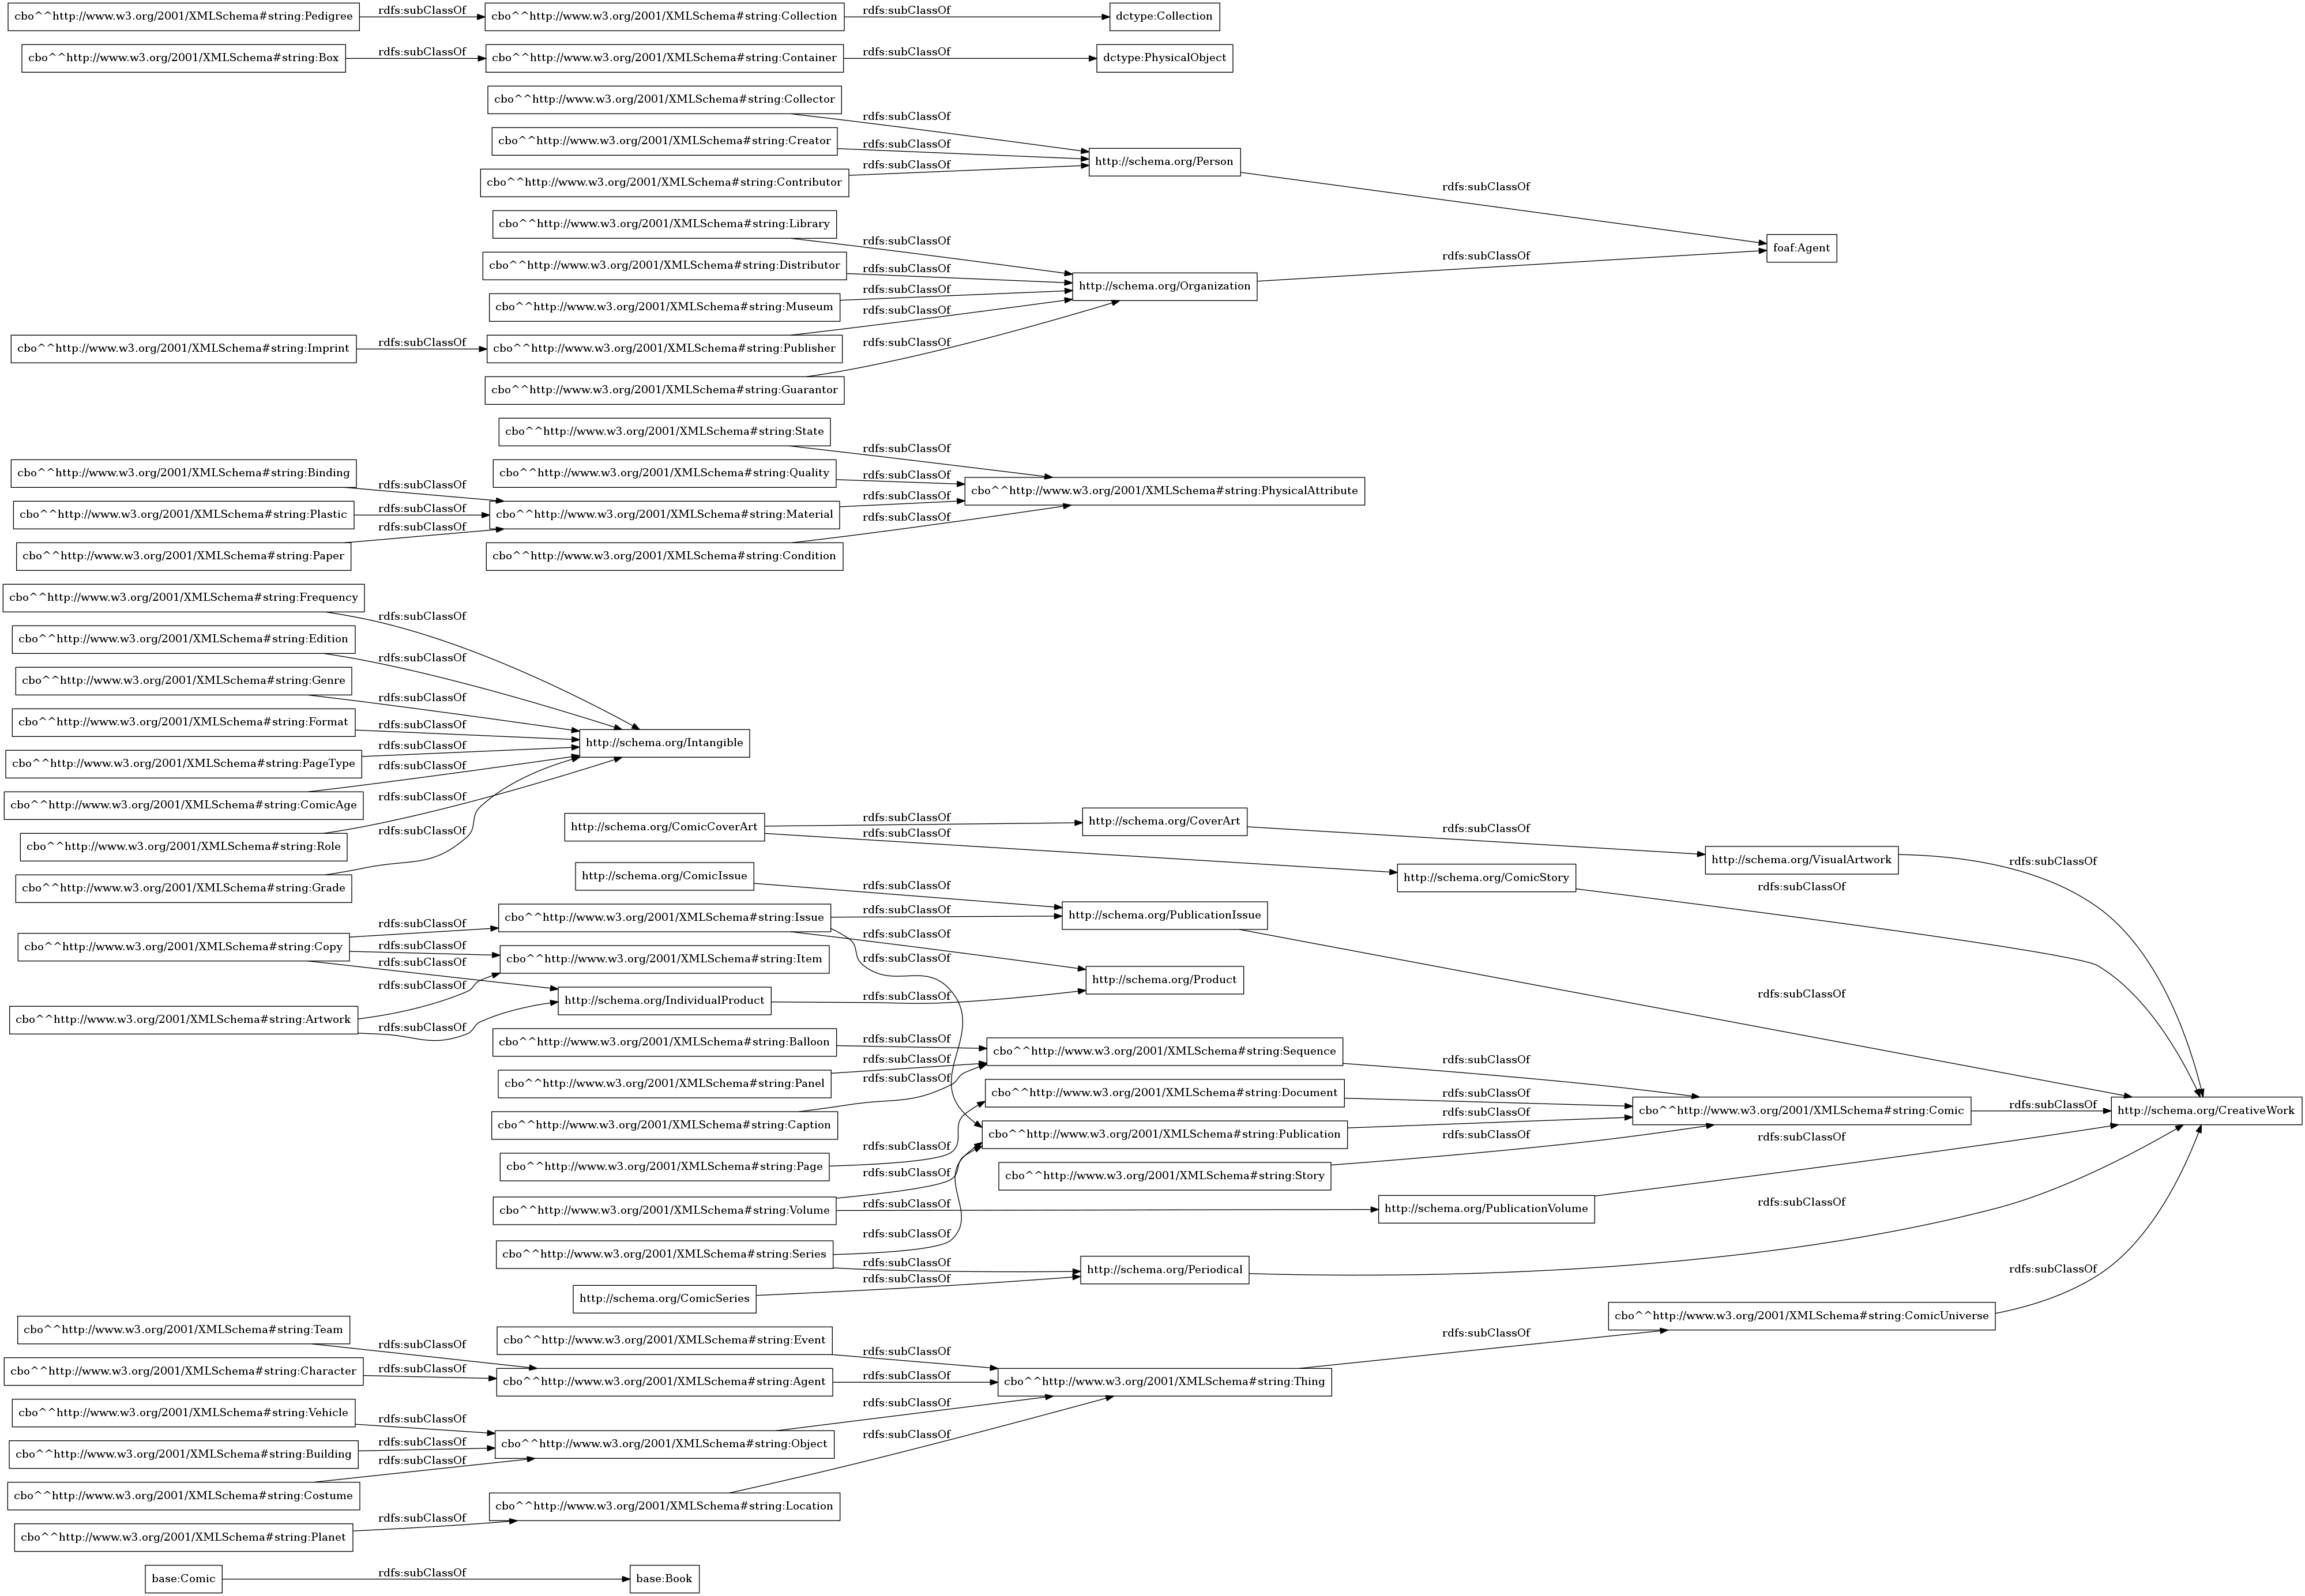 cbo^^http://www.w3.org/2001/XMLSchema#string:Pedigree
rdfs:subClassOf
cbo^^http://www.w3.org/2001/XMLSchema#string:Collection
rdfs:subClassOf
dctype:Collection
cbo^^http://www.w3.org/2001/XMLSchema#string:Box
rdfs:subClassOf
cbo^^http://www.w3.org/2001/XMLSchema#string:Container
rdfs:subClassOf
dctype:PhysicalObject
cbo^^http://www.w3.org/2001/XMLSchema#string:Collector
rdfs:subClassOf
cbo^^http://www.w3.org/2001/XMLSchema#string:Creator
rdfs:subClassOf
http://schema.org/Person
rdfs:subClassOf
cbo^^http://www.w3.org/2001/XMLSchema#string:Contributor
rdfs:subClassOf
cbo^^http://www.w3.org/2001/XMLSchema#string:Library
rdfs:subClassOf
foaf:Agent
cbo^^http://www.w3.org/2001/XMLSchema#string:Distributor
rdfs:subClassOf
rdfs:subClassOf
http://schema.org/Organization
cbo^^http://www.w3.org/2001/XMLSchema#string:Museum
rdfs:subClassOf
rdfs:subClassOf
cbo^^http://www.w3.org/2001/XMLSchema#string:Imprint
rdfs:subClassOf
cbo^^http://www.w3.org/2001/XMLSchema#string:Publisher
rdfs:subClassOf
cbo^^http://www.w3.org/2001/XMLSchema#string:Guarantor
cbo^^http://www.w3.org/2001/XMLSchema#string:State
rdfs:subClassOf
cbo^^http://www.w3.org/2001/XMLSchema#string:Binding
rdfs:subClassOf
cbo^^http://www.w3.org/2001/XMLSchema#string:Quality
rdfs:subClassOf
cbo^^http://www.w3.org/2001/XMLSchema#string:PhysicalAttribute
cbo^^http://www.w3.org/2001/XMLSchema#string:Plastic
rdfs:subClassOf
cbo^^http://www.w3.org/2001/XMLSchema#string:Material
rdfs:subClassOf
rdfs:subClassOf
cbo^^http://www.w3.org/2001/XMLSchema#string:Paper
rdfs:subClassOf
cbo^^http://www.w3.org/2001/XMLSchema#string:Condition
cbo^^http://www.w3.org/2001/XMLSchema#string:Frequency
rdfs:subClassOf
cbo^^http://www.w3.org/2001/XMLSchema#string:Edition
rdfs:subClassOf
cbo^^http://www.w3.org/2001/XMLSchema#string:Genre
rdfs:subClassOf
cbo^^http://www.w3.org/2001/XMLSchema#string:Format
rdfs:subClassOf
http://schema.org/Intangible
cbo^^http://www.w3.org/2001/XMLSchema#string:PageType
rdfs:subClassOf
rdfs:subClassOf
cbo^^http://www.w3.org/2001/XMLSchema#string:ComicAge
rdfs:subClassOf
cbo^^http://www.w3.org/2001/XMLSchema#string:Role
rdfs:subClassOf
cbo^^http://www.w3.org/2001/XMLSchema#string:Grade
http://schema.org/ComicCoverArt
rdfs:subClassOf
rdfs:subClassOf
http://schema.org/CoverArt
rdfs:subClassOf
http://schema.org/VisualArtwork
rdfs:subClassOf
http://schema.org/ComicIssue
rdfs:subClassOf
http://schema.org/ComicStory
rdfs:subClassOf
cbo^^http://www.w3.org/2001/XMLSchema#string:Copy
rdfs:subClassOf
rdfs:subClassOf
rdfs:subClassOf
cbo^^http://www.w3.org/2001/XMLSchema#string:Issue
rdfs:subClassOf
rdfs:subClassOf
rdfs:subClassOf
http://schema.org/PublicationIssue
rdfs:subClassOf
cbo^^http://www.w3.org/2001/XMLSchema#string:Item
http://schema.org/Product
cbo^^http://www.w3.org/2001/XMLSchema#string:Artwork
rdfs:subClassOf
rdfs:subClassOf
http://schema.org/IndividualProduct
rdfs:subClassOf
cbo^^http://www.w3.org/2001/XMLSchema#string:Balloon
rdfs:subClassOf
cbo^^http://www.w3.org/2001/XMLSchema#string:Sequence
rdfs:subClassOf
cbo^^http://www.w3.org/2001/XMLSchema#string:Panel
rdfs:subClassOf
rdfs:subClassOf
cbo^^http://www.w3.org/2001/XMLSchema#string:Document
rdfs:subClassOf
cbo^^http://www.w3.org/2001/XMLSchema#string:Comic
rdfs:subClassOf
http://schema.org/CreativeWork
cbo^^http://www.w3.org/2001/XMLSchema#string:Caption
cbo^^http://www.w3.org/2001/XMLSchema#string:Publication
rdfs:subClassOf
rdfs:subClassOf
rdfs:subClassOf
cbo^^http://www.w3.org/2001/XMLSchema#string:Page
rdfs:subClassOf
cbo^^http://www.w3.org/2001/XMLSchema#string:Story
rdfs:subClassOf
cbo^^http://www.w3.org/2001/XMLSchema#string:Volume
rdfs:subClassOf
http://schema.org/PublicationVolume
rdfs:subClassOf
rdfs:subClassOf
cbo^^http://www.w3.org/2001/XMLSchema#string:Series
rdfs:subClassOf
http://schema.org/Periodical
rdfs:subClassOf
http://schema.org/ComicSeries
rdfs:subClassOf
cbo^^http://www.w3.org/2001/XMLSchema#string:ComicUniverse
cbo^^http://www.w3.org/2001/XMLSchema#string:Team
rdfs:subClassOf
cbo^^http://www.w3.org/2001/XMLSchema#string:Event
rdfs:subClassOf
rdfs:subClassOf
cbo^^http://www.w3.org/2001/XMLSchema#string:Character
rdfs:subClassOf
cbo^^http://www.w3.org/2001/XMLSchema#string:Agent
rdfs:subClassOf
cbo^^http://www.w3.org/2001/XMLSchema#string:Thing
cbo^^http://www.w3.org/2001/XMLSchema#string:Vehicle
rdfs:subClassOf
rdfs:subClassOf
cbo^^http://www.w3.org/2001/XMLSchema#string:Building
rdfs:subClassOf
cbo^^http://www.w3.org/2001/XMLSchema#string:Object
rdfs:subClassOf
rdfs:subClassOf
cbo^^http://www.w3.org/2001/XMLSchema#string:Costume
cbo^^http://www.w3.org/2001/XMLSchema#string:Location
cbo^^http://www.w3.org/2001/XMLSchema#string:Planet
rdfs:subClassOf
base:Comic
rdfs:subClassOf
base:Book